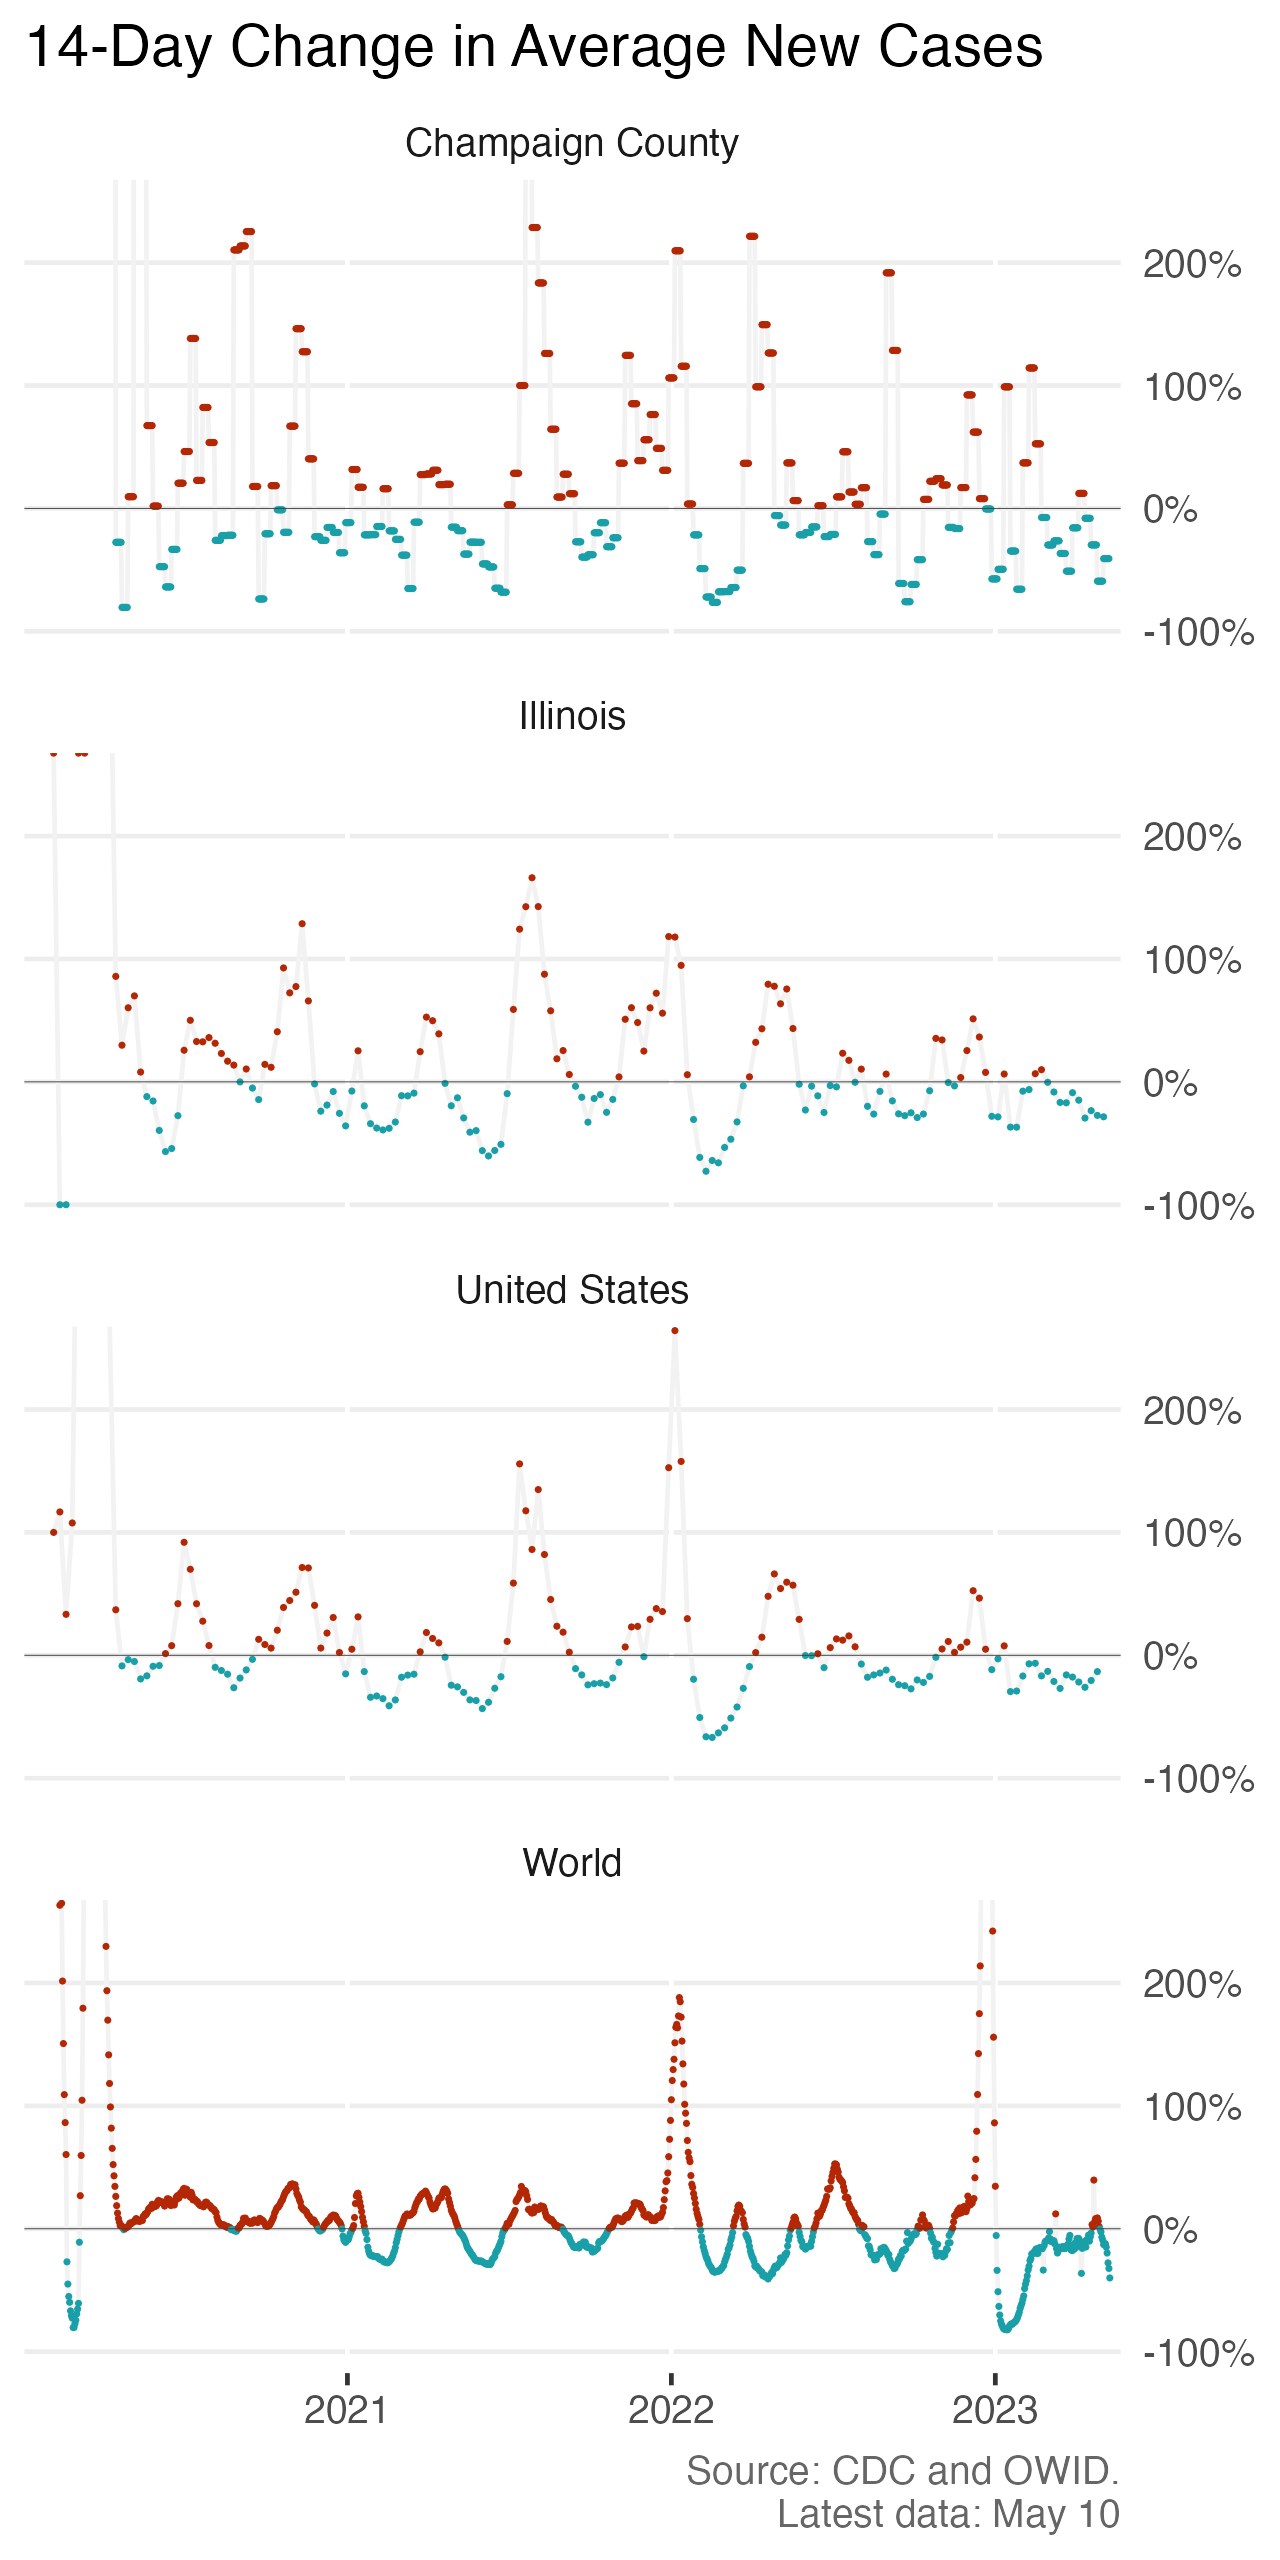 14-Day Change in Average New Cases
Champaign County
200%
100%
0%
-100%
Illinois
200%
100%
0%
-100%
United States
200%
100%
0%
-100%
World
200%
100%
0%
-100%
2021 2022 2023
Source: CDC and OWID.
Latest data: May 10